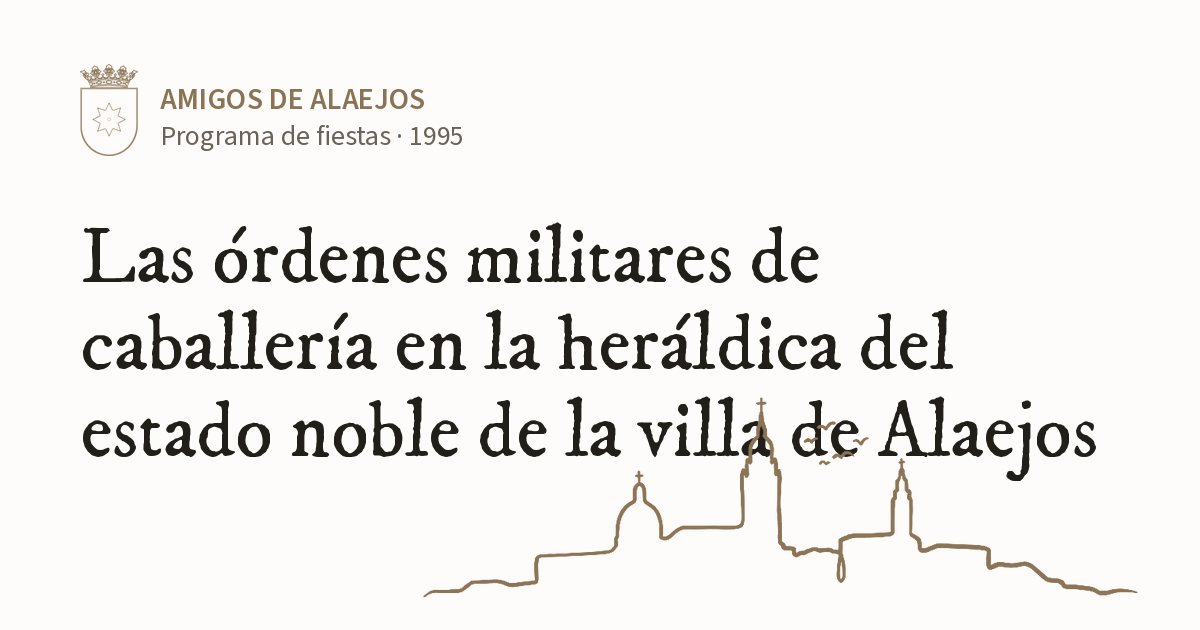 AMIGOS DE ALAEJOS
Programa de fiestas · 1995
Las órdenes militares de
caballería en la heráldica del
estado noble de la villa de Alaejos